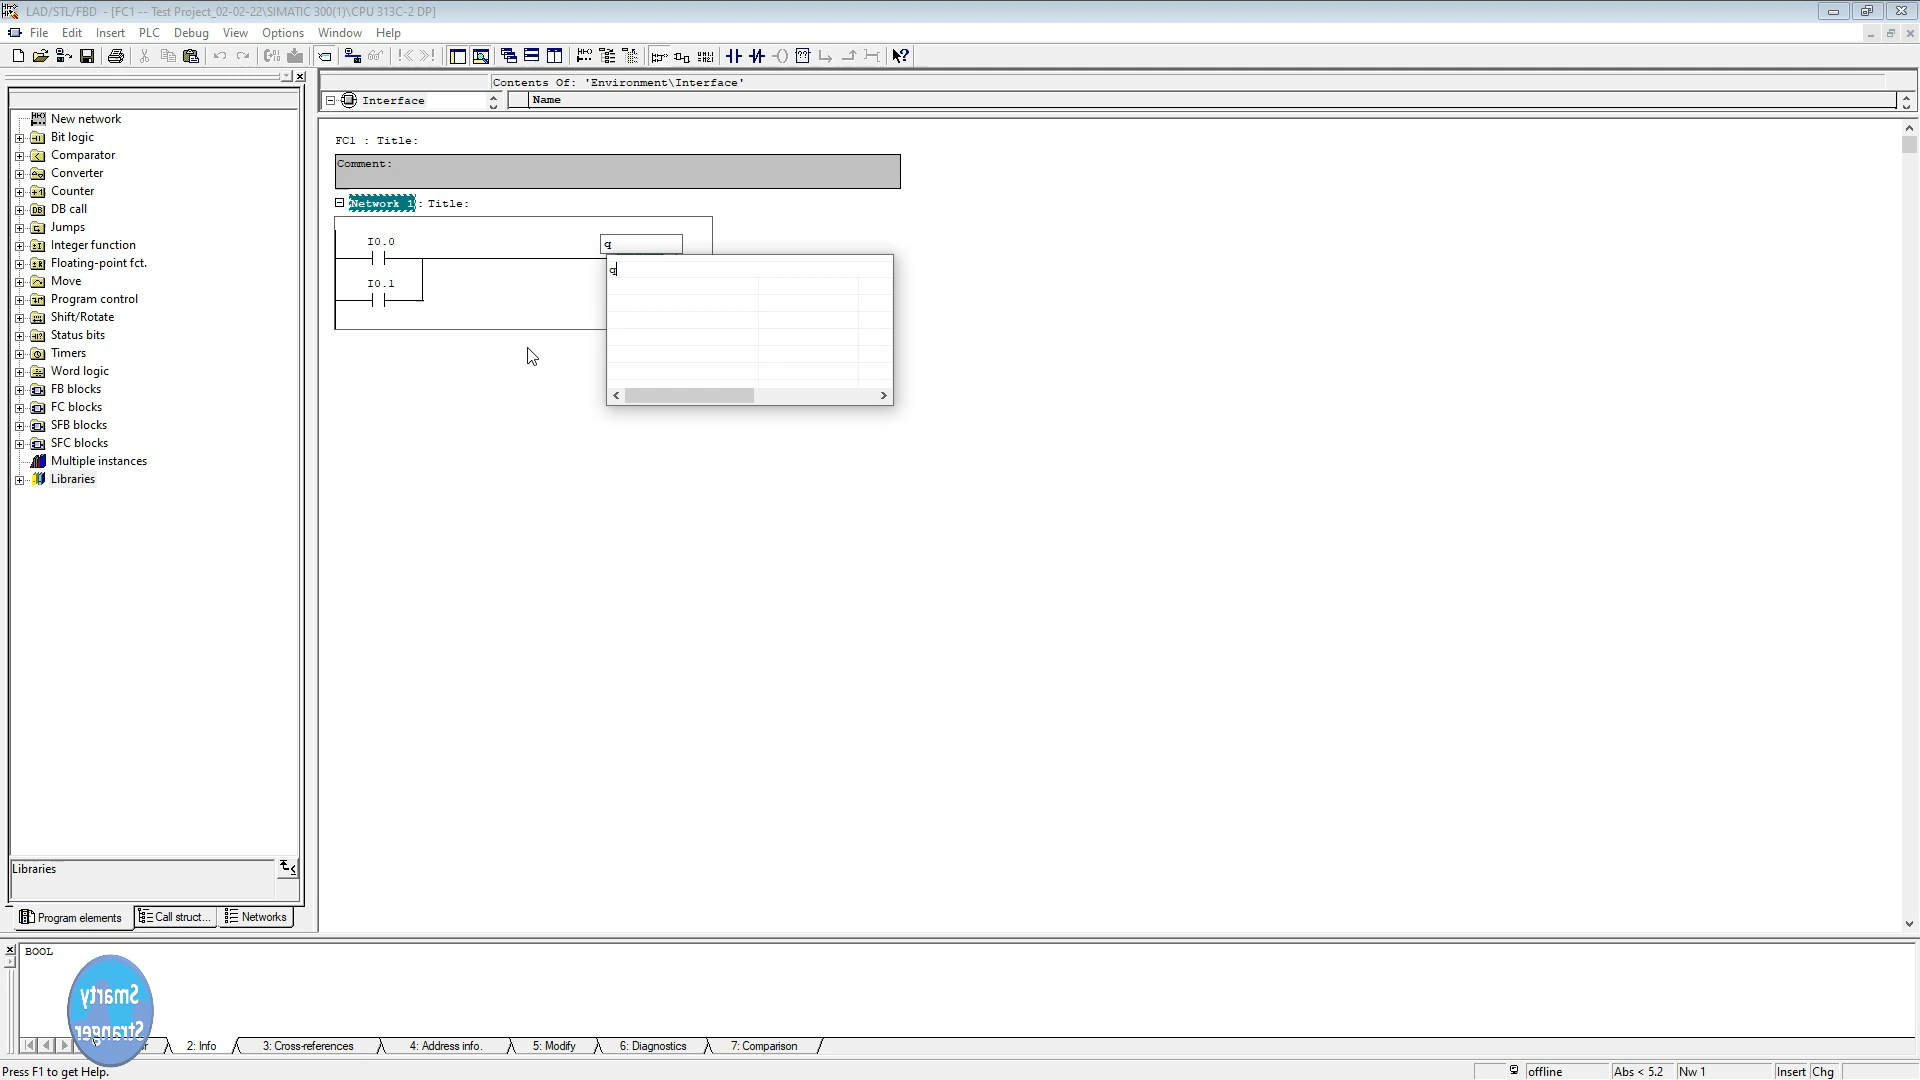 LAD/STL/FBD - [FC1 -- Test Project_02-02-22\SIMATIC 300(1)\CPU 313C-2 DP]
File Edit Insert PLC Debug View Options Window Help
Contents Of: 'Environment\Interface'
Interface
Name
New network
Bit logic
Comparator
Converter
Counter
DB call
Jumps
Integer function
Floating-point fct.
Move
Program control
Shift/Rotate
Status bits
Timers
Word logic
FB blocks
FC blocks
SFB blocks
SFC blocks
Multiple instances
Libraries
FC1 : Title:
Comment:
Network 1: Title:
I0.0
q
q
I0.1
Libraries
Program elements Call struct... Networks
BOOL
Smarty
Stranger
2: Info 3: Cross-references 4: Address info. 5: Modify 6: Diagnostics 7: Comparison
Press F1 to get Help.
offline Abs < 5.2 Nw 1 Insert Chg